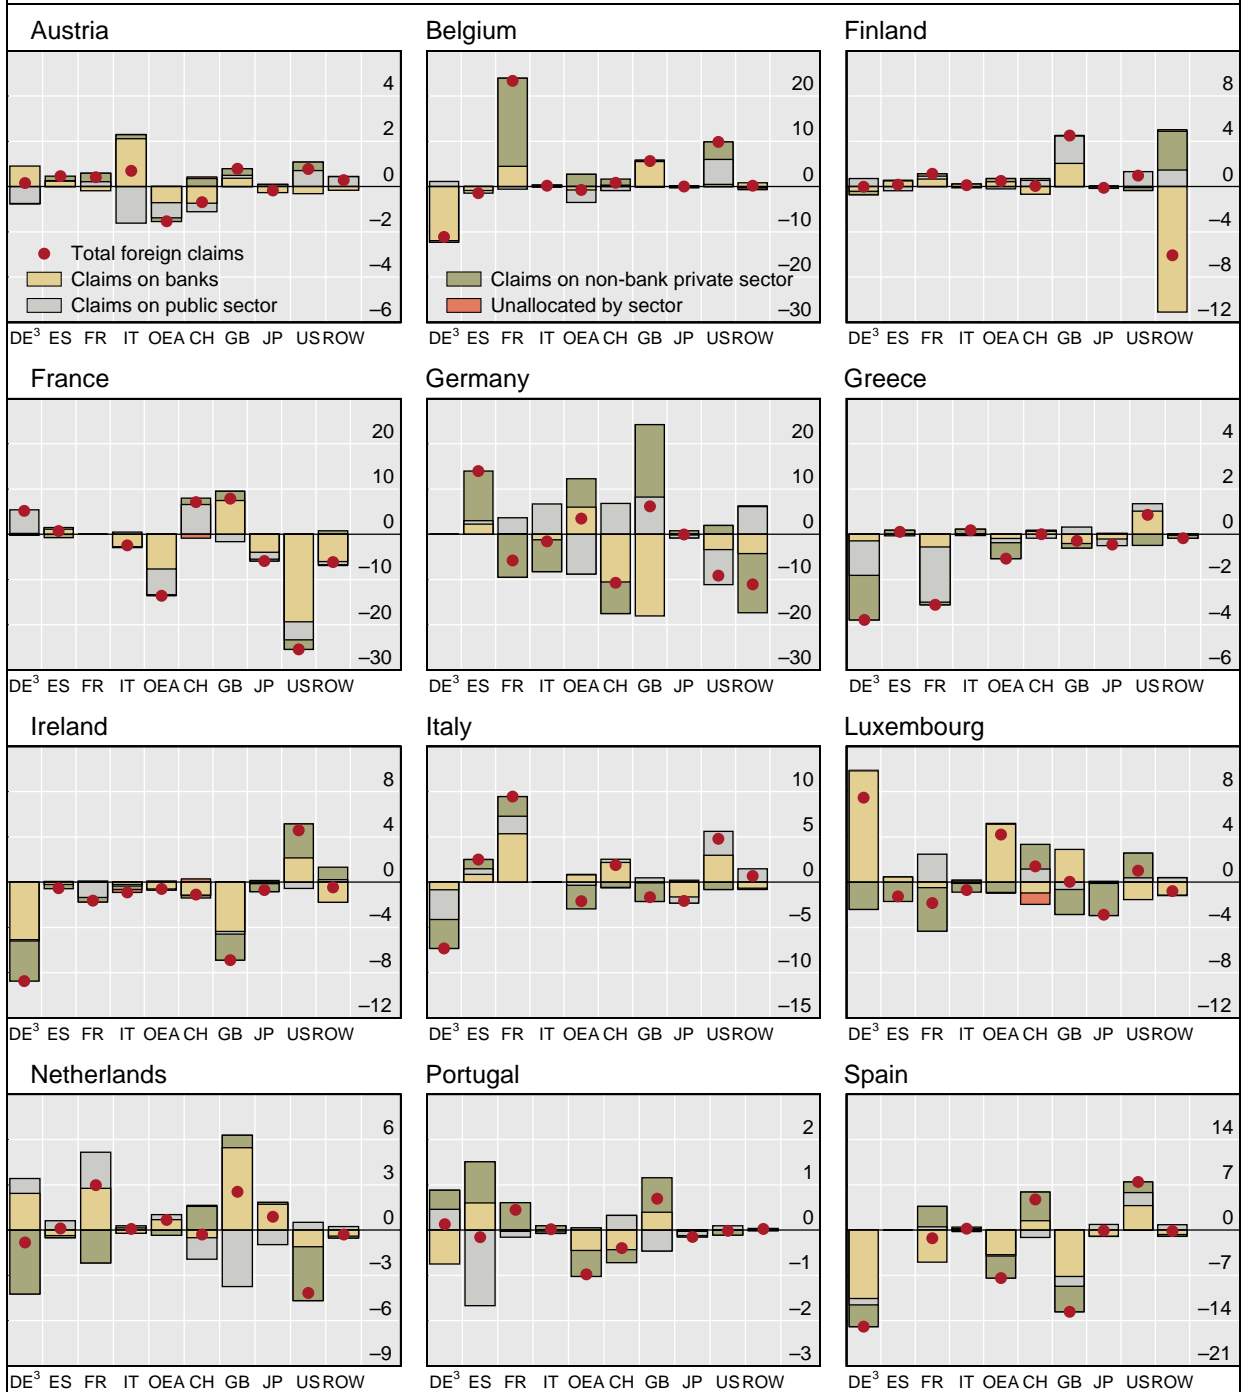 Austria Belgium Finland
4 20 8
2 10 4
0 0 0
–2 –10 –4
–4 –20 –8
–6 –30 –12
Total foreign claims
Claims on banks Claims on non-bank private sector
Claims on public sector Unallocated by sector
DE3 ES FR IT OEA CH GB JP US ROW DE3 ES FR IT OEA CH GB JP US ROW DE3 ES FR IT OEA CH GB JP US ROW
France Germany Greece
20 20 4
10 10 2
0 0 0
–10 –10 –2
–20 –20 –4
–30 –30 –6
DE3 ES FR IT OEA CH GB JP US ROW DE3 ES FR IT OEA CH GB JP US ROW DE3 ES FR IT OEA CH GB JP US ROW
Ireland Italy Luxembourg
8 10 8
4 5 4
0 0 0
–4 –5 –4
–8 –10 –8
–12 –15 –12
DE3 ES FR IT OEA CH GB JP US ROW DE3 ES FR IT OEA CH GB JP US ROW DE3 ES FR IT OEA CH GB JP US ROW
Netherlands Portugal Spain
6 2 14
3 1 7
0 0 0
–3 –1 –7
–6 –2 –14
–9 –3 –21
DE3 ES FR IT OEA CH GB JP US ROW DE3 ES FR IT OEA CH GB JP US ROW DE3 ES FR IT OEA CH GB JP US ROW